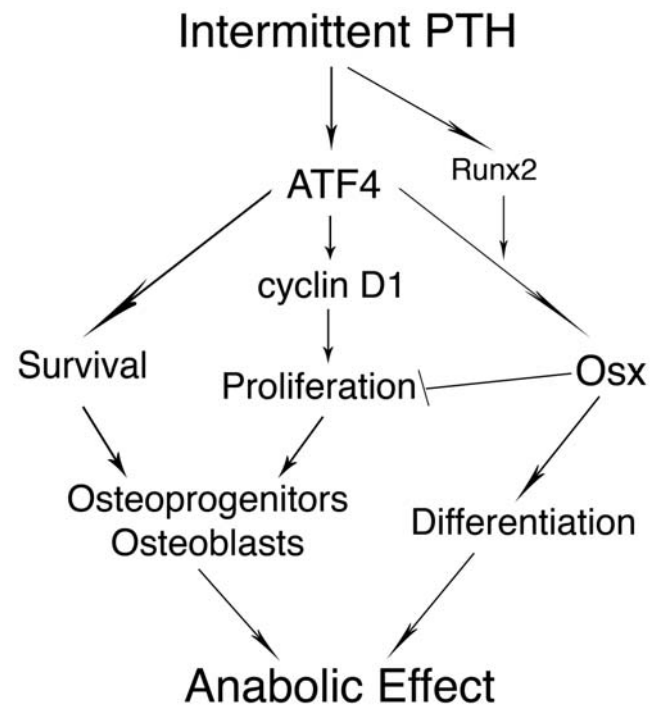 Intermittent PTH
Runx2
ATF4
cyclin D1
Survival
Proliferation
Osx
Osteoprogenitors
Osteoblasts
Differentiation
Anabolic Effect